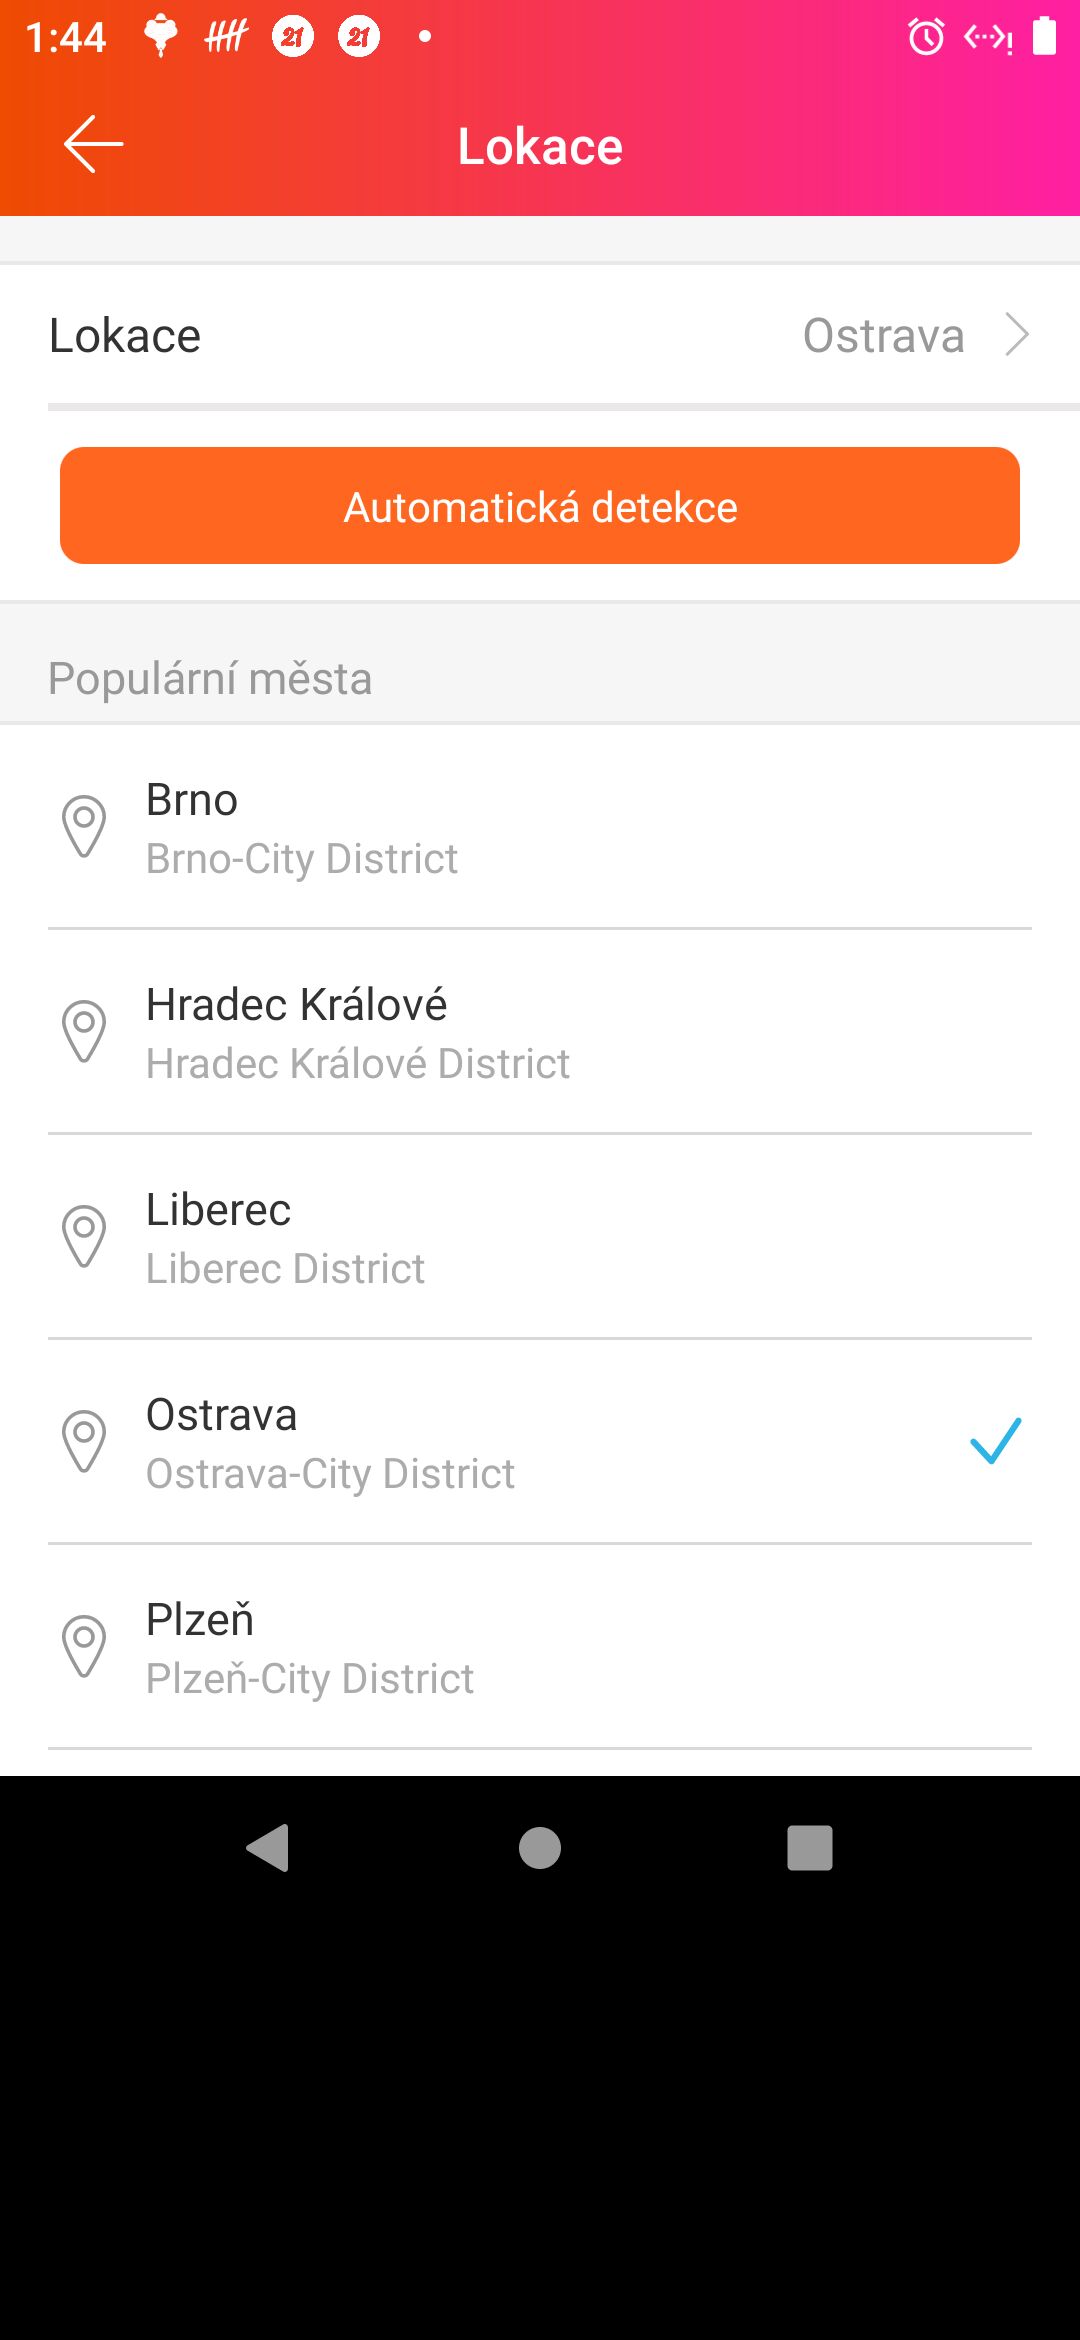 1:44
21 21
Lokace
Lokace Ostrava
Automatická detekce
Populární města
Brno
Brno-City District
Hradec Králové
Hradec Králové District
Liberec
Liberec District
Ostrava
Ostrava-City District
Plzeň
Plzeň-City District